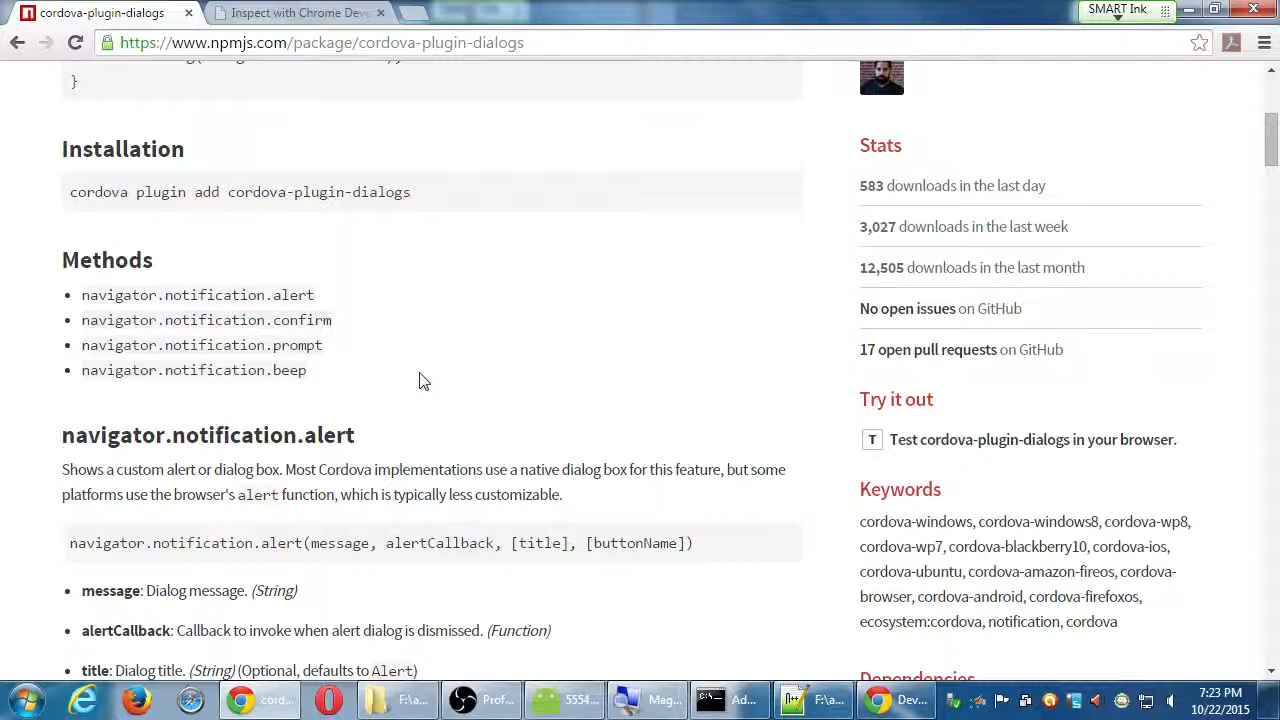 cordova-plugin-dialogs
Inspect with Chrome Deve
SMART Ink
https://www.npmjs.com/package/cordova-plugin-dialogs
}
Installation
cordova plugin add cordova-plugin-dialogs
Methods
navigator.notification.alert
navigator.notification.confirm
navigator.notification.prompt
navigator.notification.beep
navigator.notification.alert
Shows a custom alert or dialog box. Most Cordova implementations use a native dialog box for this feature, but some
platforms use the browser's alert function, which is typically less customizable.
navigator.notification.alert(message, alertCallback, [title], [buttonName])
message: Dialog message. (String)
alertCallback: Callback to invoke when alert dialog is dismissed. (Function)
title: Dialog title. (String) (Optional, defaults to Alert)
Stats
583 downloads in the last day
3,027 downloads in the last week
12,505 downloads in the last month
No open issues on GitHub
17 open pull requests on GitHub
Try it out
T Test cordova-plugin-dialogs in your browser.
Keywords
cordova-windows, cordova-windows8, cordova-wp8,
cordova-wp7, cordova-blackberry10, cordova-ios,
cordova-ubuntu, cordova-amazon-fireos, cordova-
browser, cordova-android, cordova-firefoxos,
ecosystem:cordova, notification, cordova
Dependencies
cord...
F:\a...
Prof...
5554...
Mag...
Ad...
F:\a...
Dev...
7:23 PM
10/22/2015